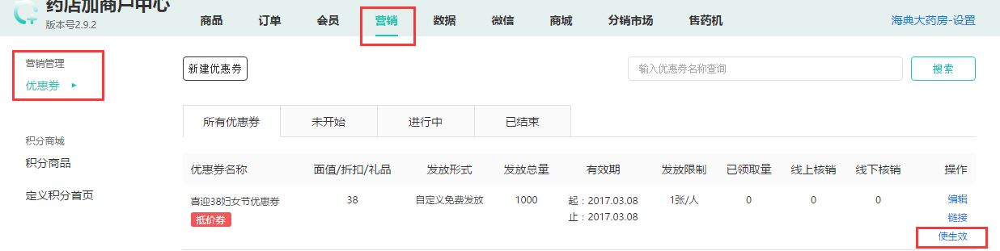 药店加商户中心
版本号2.9.2
商品 订单 会员 营销 数据 微信 商城 分销市场 售药机 海典大药房-设置
营销管理
优惠券
积分商城
积分商品
定义积分首页
新建优惠券 输入优惠券名称查询 搜索
所有优惠券 未开始 进行中 已结束
优惠券名称 面值/折扣/礼品 发放形式 发放总量 有效期 发放限制 已领取量 线上核销 线下核销 操作
喜迎38妇女节优惠券 38 自定义免费发放 1000 起：2017.03.08 1张/人 0 0 0 编辑
抵价券 止：2017.03.08 链接
使生效